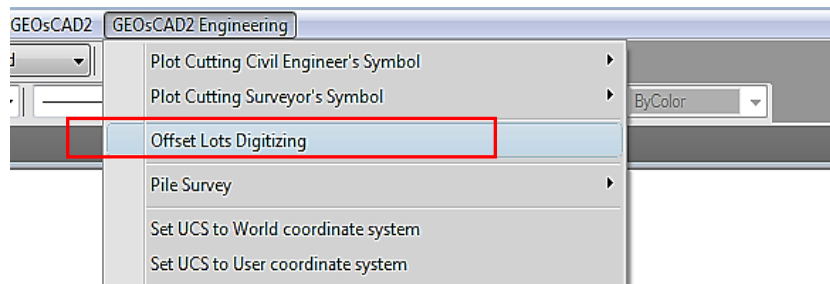 GEOsCAD2 GEOsCAD2 Engineering
Plot Cutting Civil Engineer's Symbol
Plot Cutting Surveyor's Symbol
ByColor
Offset Lots Digitizing
Pile Survey
Set UCS to World coordinate system
Set UCS to User coordinate system